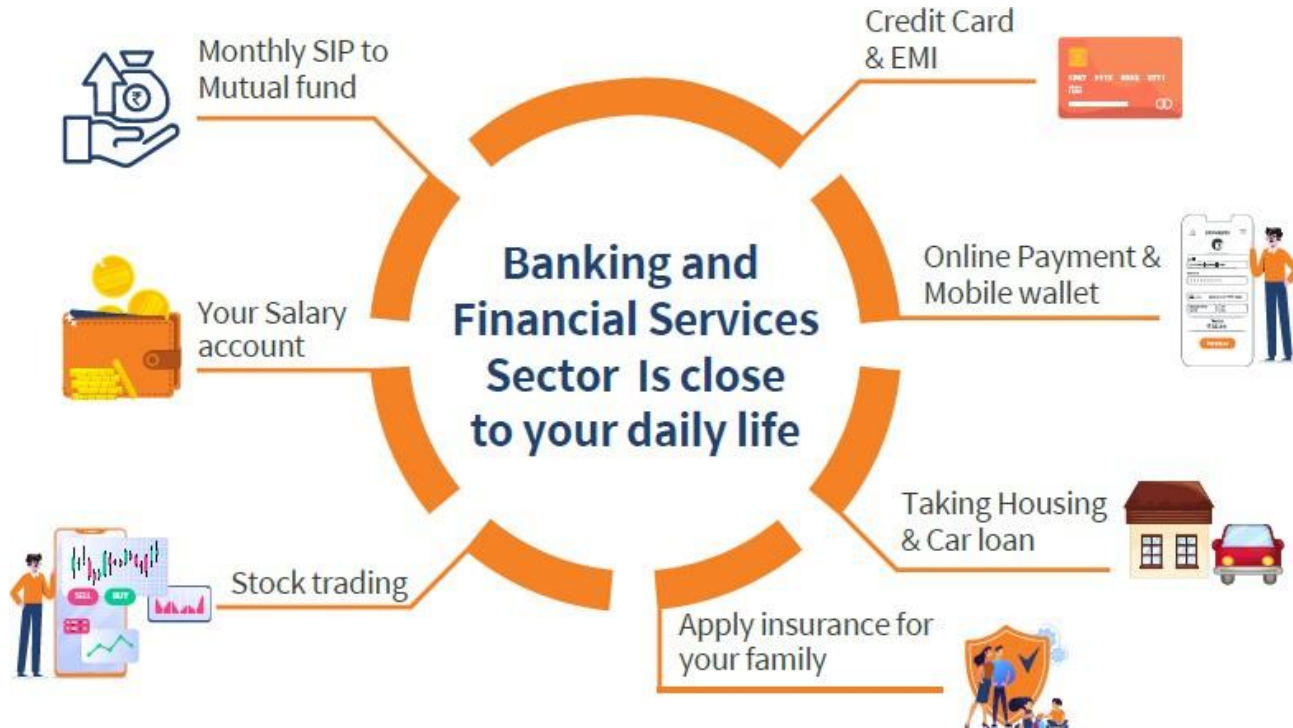 Monthly SIP to
Mutual fund
Credit Card
& EMI
Banking and
Financial Services
Sector Is close
to your daily life
Online Payment &
Mobile wallet
Your Salary
account
Taking Housing
& Car loan
Stock trading
SELL
BUY
Apply insurance for
your family
₹